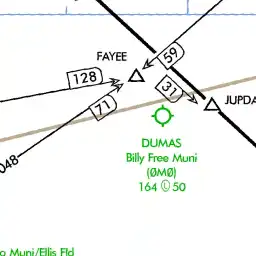 FAYEE
59
128
31
71
JUPDA
DUMAS
Billy Free Muni
(0M0)
164 Ⓛ 50
048
o Muni/Ellis Fld